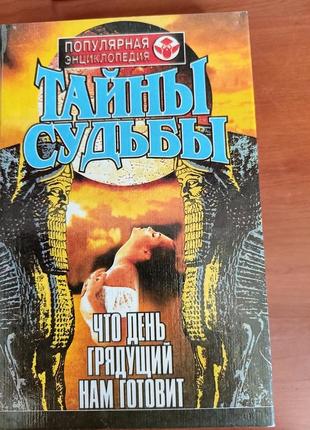 ПОПУЛЯРНАЯ
ЭНЦИКЛОПЕДИЯ
ТАЙНЫ
СУДЬБЫ
ЧТО ДЕНЬ
ГРЯДУЩИЙ
НАМ ГОТОВИТ